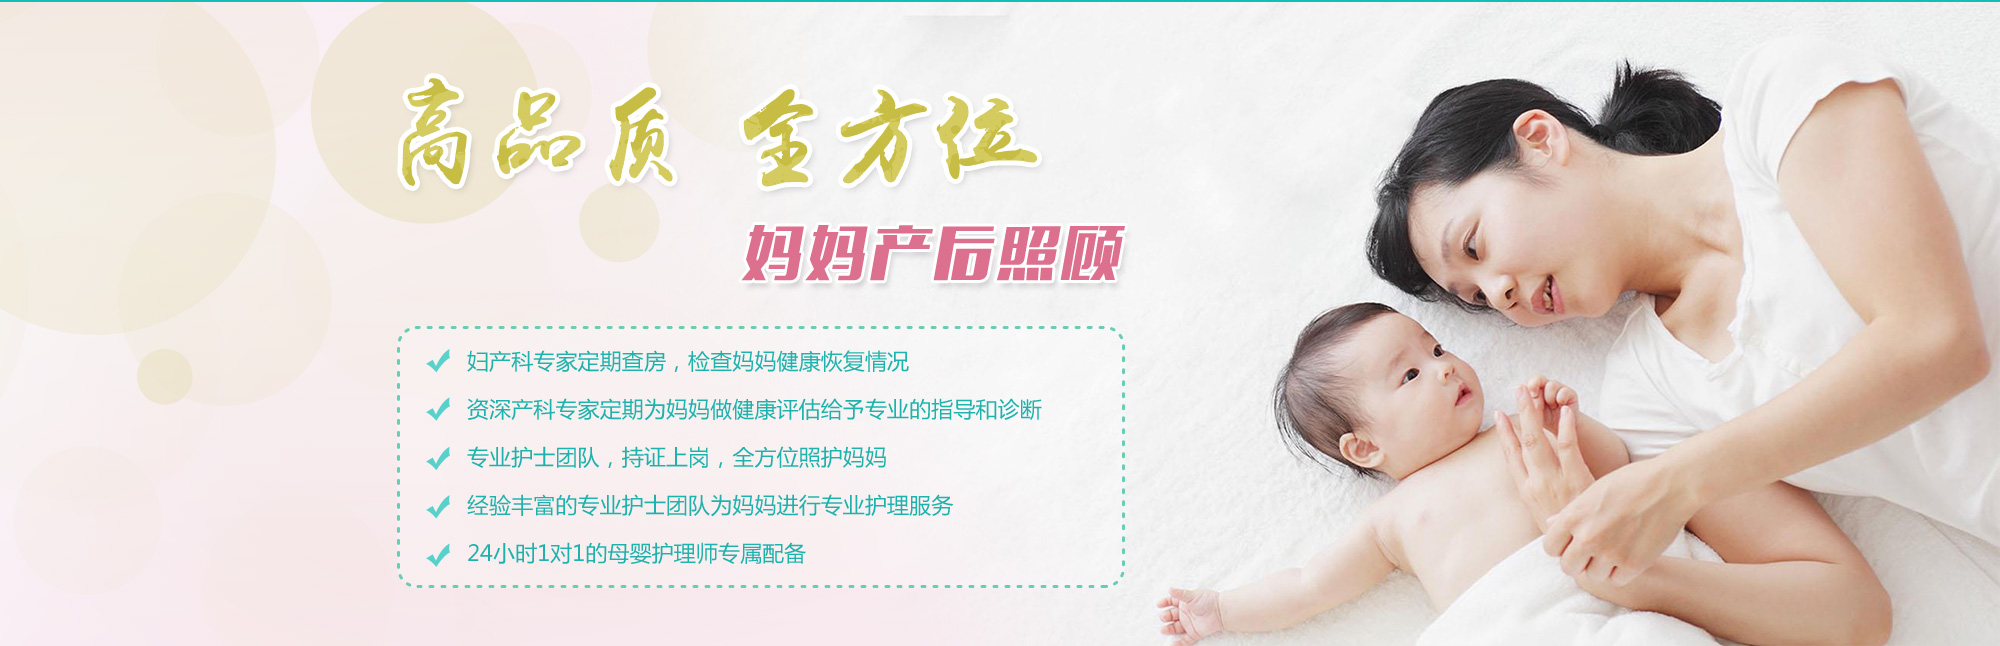 高品质 全方位
妈妈产后照顾
妇产科专家定期查房，检查妈妈健康恢复情况
资深产科专家定期为妈妈做健康评估给予专业的指导和诊断
专业护士团队，持证上岗，全方位照护妈妈
经验丰富的专业护士团队为妈妈进行专业护理服务
24小时1对1的母婴护理师专属配备